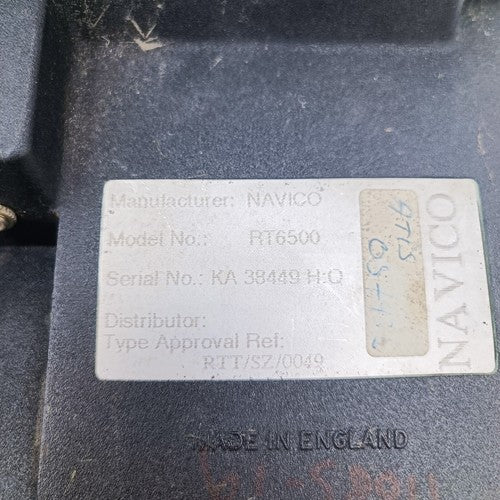 Manufacturer: NAVICO
Model No.: RT6500
Serial No.: KA 38449 H:Q
Distributor:
Type Approval Ref:
RTT/SZ/0049
ATIS
NAVICO
MADE IN ENGLAND